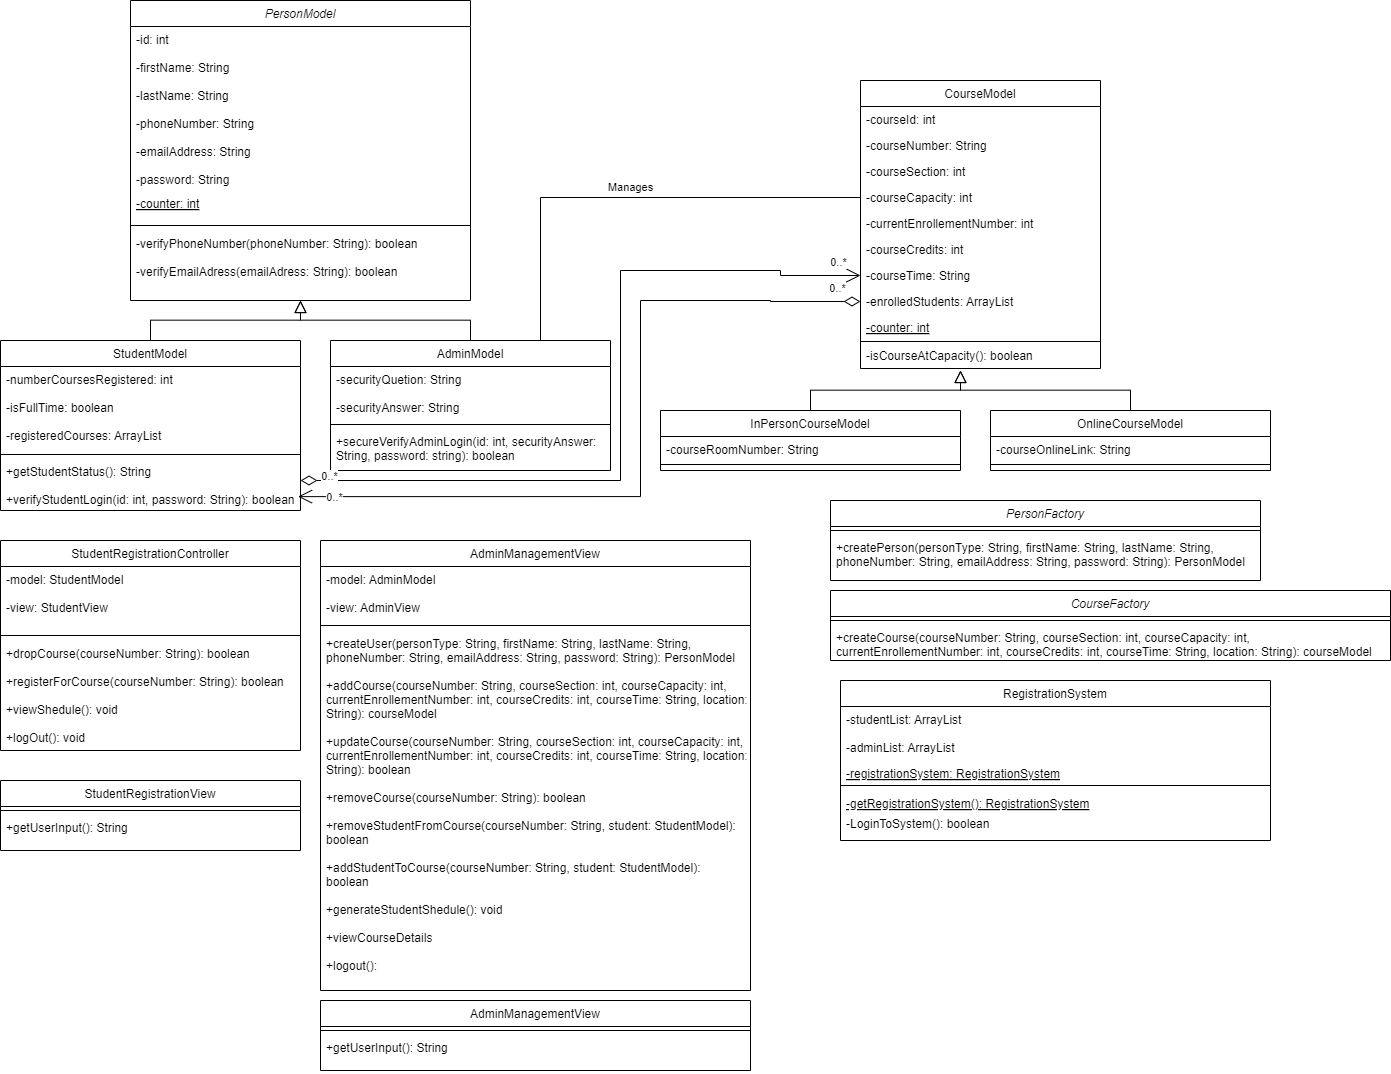 PersonModel
-id: int
-firstName: String
-lastName: String
-phoneNumber: String
-emailAddress: String
-password: String
-counter: int
-verifyPhoneNumber(phoneNumber: String): boolean
-verifyEmailAdress(emailAdress: String): boolean
CourseModel
-courseId: int
-courseNumber: String
-courseSection: int
-courseCapacity: int
-currentEnrollementNumber: int
-courseCredits: int
-courseTime: String
-enrolledStudents: ArrayList
-counter: int
-isCourseAtCapacity(): boolean
Manages
0..*
0..*
StudentModel
-numberCoursesRegistered: int
-isFullTime: boolean
-registeredCourses: ArrayList
+getStudentStatus(): String
+verifyStudentLogin(id: int, password: String): boolean
AdminModel
-securityQuetion: String
-securityAnswer: String
+secureVerifyAdminLogin(id: int, securityAnswer:
String, password: string): boolean
0..*
0..*
InPersonCourseModel
-courseRoomNumber: String
OnlineCourseModel
-courseOnlineLink: String
PersonFactory
+createPerson(personType: String, firstName: String, lastName: String,
phoneNumber: String, emailAddress: String, password: String): PersonModel
CourseFactory
+createCourse(courseNumber: String, courseSection: int, courseCapacity: int,
currentEnrollementNumber: int, courseCredits: int, courseTime: String, location: String): courseModel
RegistrationSystem
-studentList: ArrayList
-adminList: ArrayList
-registrationSystem: RegistrationSystem
-getRegistrationSystem(): RegistrationSystem
-LoginToSystem(): boolean
StudentRegistrationController
-model: StudentModel
-view: StudentView
+dropCourse(courseNumber: String): boolean
+registerForCourse(courseNumber: String): boolean
+viewShedule(): void
+logOut(): void
StudentRegistrationView
+getUserInput(): String
AdminManagementView
-model: AdminModel
-view: AdminView
+createUser(personType: String, firstName: String, lastName: String,
phoneNumber: String, emailAddress: String, password: String): PersonModel
+addCourse(courseNumber: String, courseSection: int, courseCapacity: int,
currentEnrollementNumber: int, courseCredits: int, courseTime: String, location:
String): courseModel
+updateCourse(courseNumber: String, courseSection: int, courseCapacity: int,
currentEnrollementNumber: int, courseCredits: int, courseTime: String, location:
String): boolean
+removeCourse(courseNumber: String): boolean
+removeStudentFromCourse(courseNumber: String, student: StudentModel):
boolean
+addStudentToCourse(courseNumber: String, student: StudentModel):
boolean
+generateStudentShedule(): void
+viewCourseDetails
+logout():
AdminManagementView
+getUserInput(): String